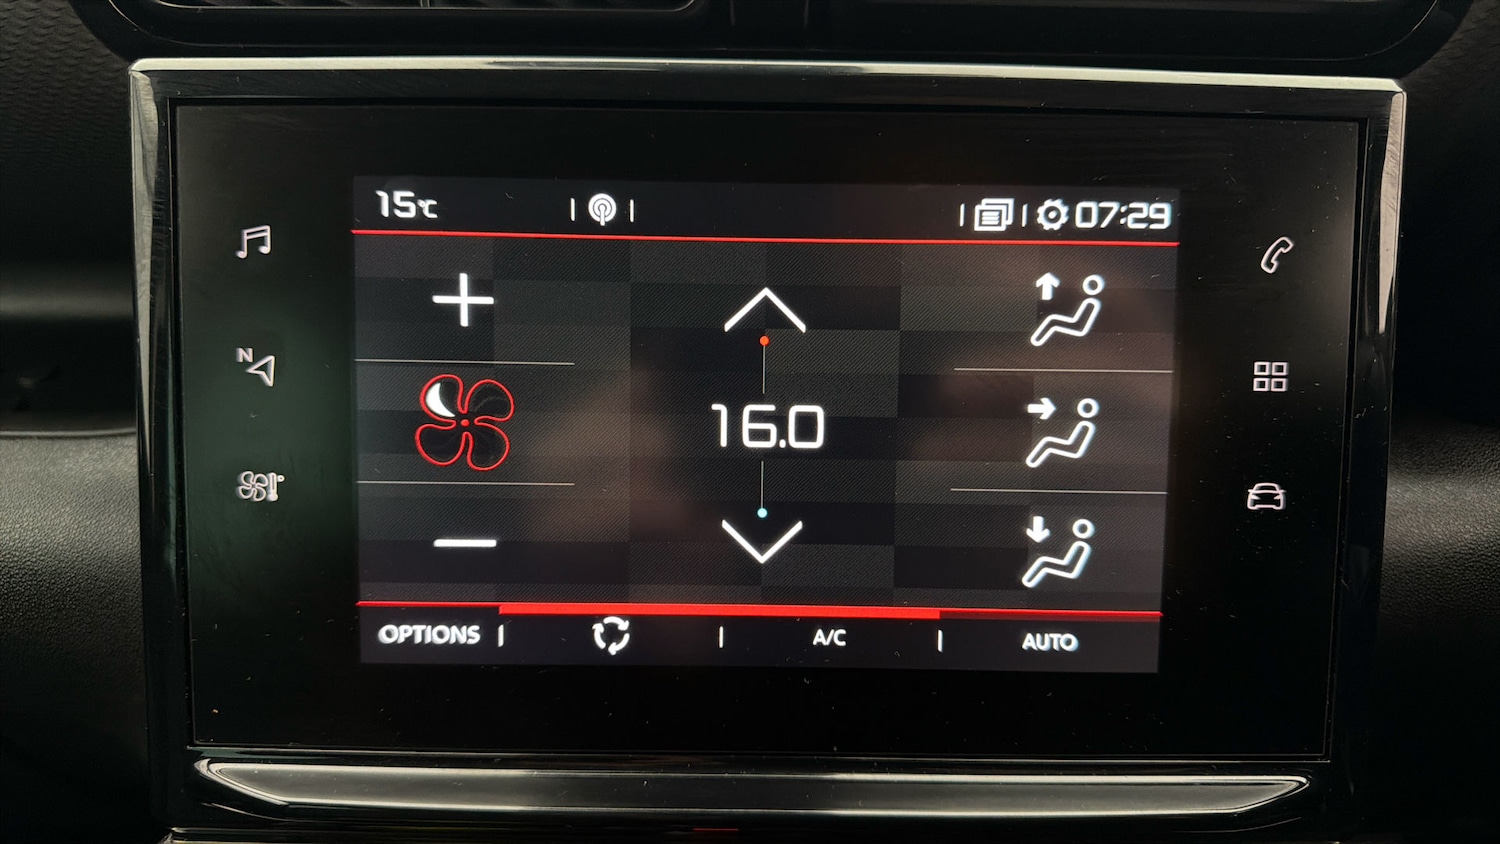 15°C 07:29
N
16.0
OPTIONS A/C AUTO